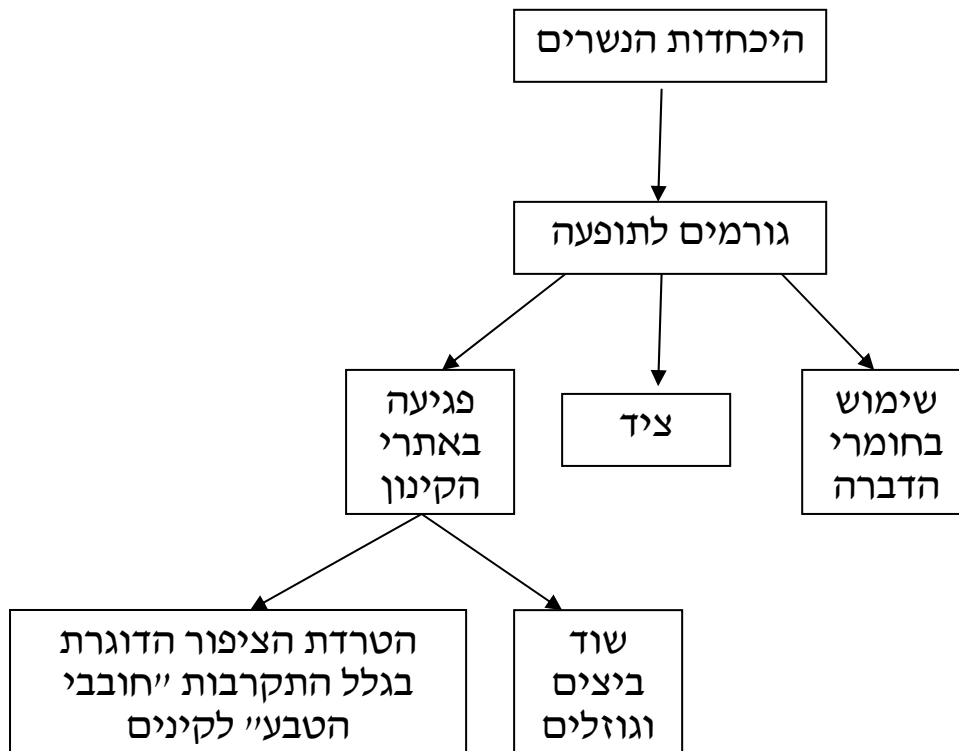 היכחדות הנשרים
גורמים לתופעה
שימוש
בחומרי
הדברה
ציד
פגיעה
באתרי
הקינון
שוד
ביצים
וגוזלים
הטרדת הציפור הדוגרת
בגלל התקרבות "חובבי
הטבע" לקינים